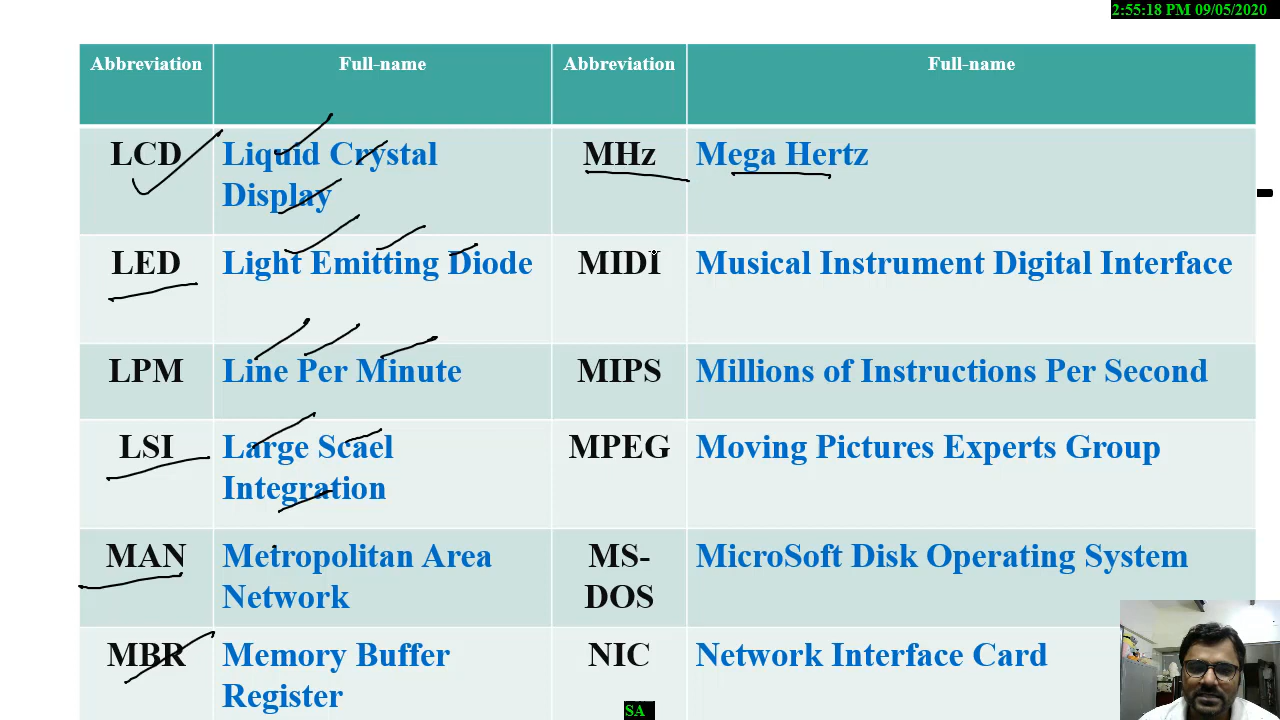 2:55:18 PM 09/05/2020
Abbreviation Full-name Abbreviation Full-name
LCD Liquid Crystal Display MHz Mega Hertz
LED Light Emitting Diode MIDI Musical Instrument Digital Interface
LPM Line Per Minute MIPS Millions of Instructions Per Second
LSI Large Scael Integration MPEG Moving Pictures Experts Group
MAN Metropolitan Area Network MS-DOS MicroSoft Disk Operating System
MBR Memory Buffer Register NIC Network Interface Card
SA